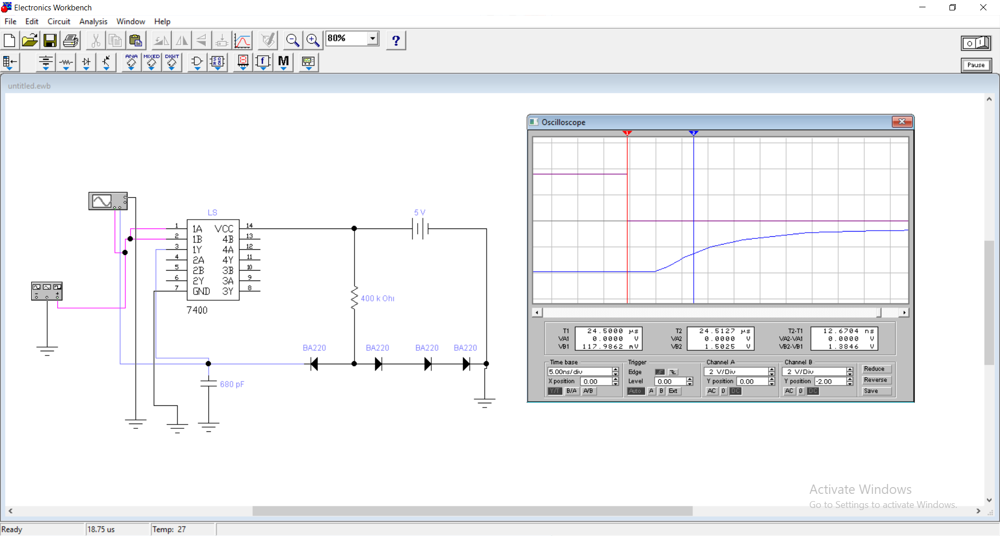 Electronics Workbench
File Edit Circuit Analysis Window Help
80%
?
ANA MIXED DIGIT
M
Pause
untitled.ewb
Oscilloscope
1 2
LS
5 V
1 1A VCC 14
2 1B 4B 13
3 1Y 4A 12
4 2A 4Y 11
5 2B 3B 10
6 2Y 3A 9
7 GND 3Y 8
7400
400 k Ohı
BA220 BA220 BA220 BA220
680 pF
T1 24.5000 µs T2 24.5127 µs T2-T1 12.6704 ns
VA1 0.0000 V VA2 0.0000 V VA2-VA1 0.0000 V
VB1 117.9862 mV VB2 1.5025 V VB2-VB1 1.3846 V
Time base Trigger Channel A Channel B
5.00ns/div Edge 2 V/Div 2 V/Div Reduce
X position 0.00 Level 0.00 Y position 0.00 Y position -2.00 Reverse
Y/T B/A A/B Auto A B Ext AC 0 DC AC 0 DC Save
Activate Windows
Go to Settings to activate Windows.
Ready 18.75 us Temp: 27